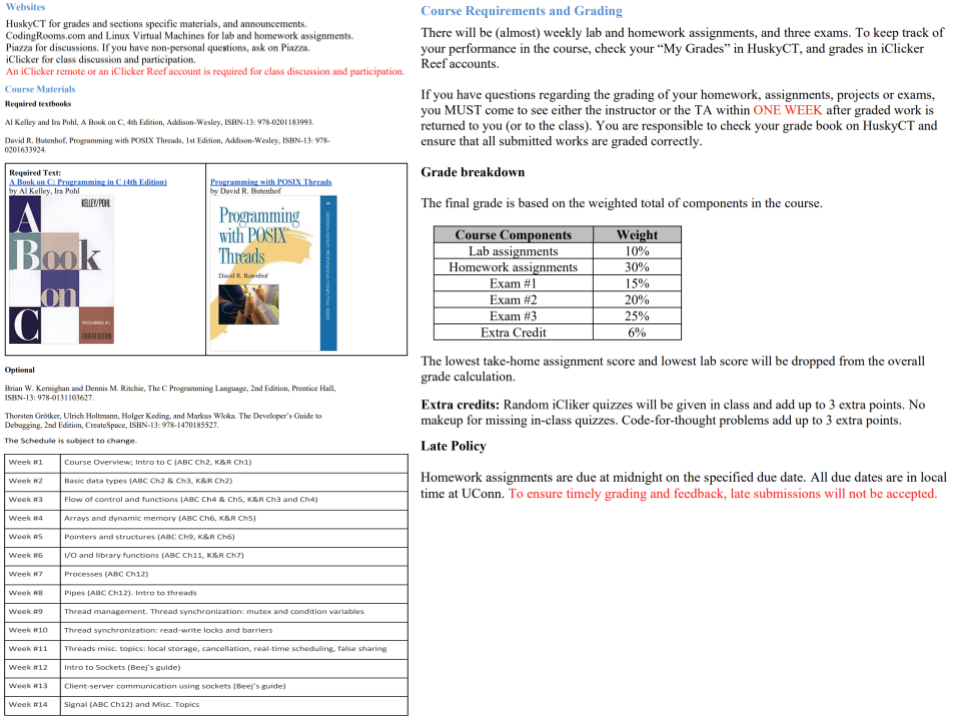 Websites
HuskyCT for grades and sections specific materials, and announcements.
CodingRooms.com and Linux Virtual Machines for lab and homework assignments.
Piazza for discussions. If you have non-personal questions, ask on Piazza.
iClicker for class discussion and participation.
An iClicker remote or an iClicker Reef account is required for class discussion and participation.
Course Materials
Required textbooks
Al Kelley and Ira Pohl, A Book on C, 4th Edition, Addison-Wesley, ISBN-13: 978-0201183993.
David R. Butenhof, Programming with POSIX Threads, 1st Edition, Addison-Wesley, ISBN-13: 978-
0201633924.
Required Text:
A Book on C: Programming in C (4th Edition)
by Al Kelley, Ira Pohl
KELLEY/POHL
A
Book
on
C
PROGRAMMING IN C
FOURTH EDITION
Programming with POSIX Threads
by David R. Butenhof
Programming
with POSIX
Threads
David R. Butenhof
Optional
Brian W. Kernighan and Dennis M. Ritchie, The C Programming Language, 2nd Edition, Prentice Hall,
ISBN-13: 978-0131103627.
Thorsten Grötker, Ulrich Holtmann, Holger Keding, and Markus Wloka. The Developer's Guide to
Debugging, 2nd Edition, CreateSpace, ISBN-13: 978-1470185527.
The Schedule is subject to change.
Week #1 Course Overview; Intro to C (ABC Ch2, K&R Ch1)
Week #2 Basic data types (ABC Ch2 & Ch3, K&R Ch2)
Week #3 Flow of control and functions (ABC Ch4 & Ch5, K&R Ch3 and Ch4)
Week #4 Arrays and dynamic memory (ABC Ch6, K&R Ch5)
Week #5 Pointers and structures (ABC Ch9, K&R Ch6)
Week #6 I/O and library functions (ABC Ch11, K&R Ch7)
Week #7 Processes (ABC Ch12)
Week #8 Pipes (ABC Ch12). Intro to threads
Week #9 Thread management. Thread synchronization: mutex and condition variables
Week #10 Thread synchronization: read-write locks and barriers
Week #11 Threads misc. topics: local storage, cancellation, real-time scheduling, false sharing
Week #12 Intro to Sockets (Beej's guide)
Week #13 Client-server communication using sockets (Beej's guide)
Week #14 Signal (ABC Ch12) and Misc. Topics
Course Requirements and Grading
There will be (almost) weekly lab and homework assignments, and three exams. To keep track of
your performance in the course, check your “My Grades” in HuskyCT, and grades in iClicker
Reef accounts.
If you have questions regarding the grading of your homework, assignments, projects or exams,
you MUST come to see either the instructor or the TA within ONE WEEK after graded work is
returned to you (or to the class). You are responsible to check your grade book on HuskyCT and
ensure that all submitted works are graded correctly.
Grade breakdown
The final grade is based on the weighted total of components in the course.
Course Components Weight
Lab assignments 10%
Homework assignments 30%
Exam #1 15%
Exam #2 20%
Exam #3 25%
Extra Credit 6%
The lowest take-home assignment score and lowest lab score will be dropped from the overall
grade calculation.
Extra credits: Random iCliker quizzes will be given in class and add up to 3 extra points. No
makeup for missing in-class quizzes. Code-for-thought problems add up to 3 extra points.
Late Policy
Homework assignments are due at midnight on the specified due date. All due dates are in local
time at UConn. To ensure timely grading and feedback, late submissions will not be accepted.